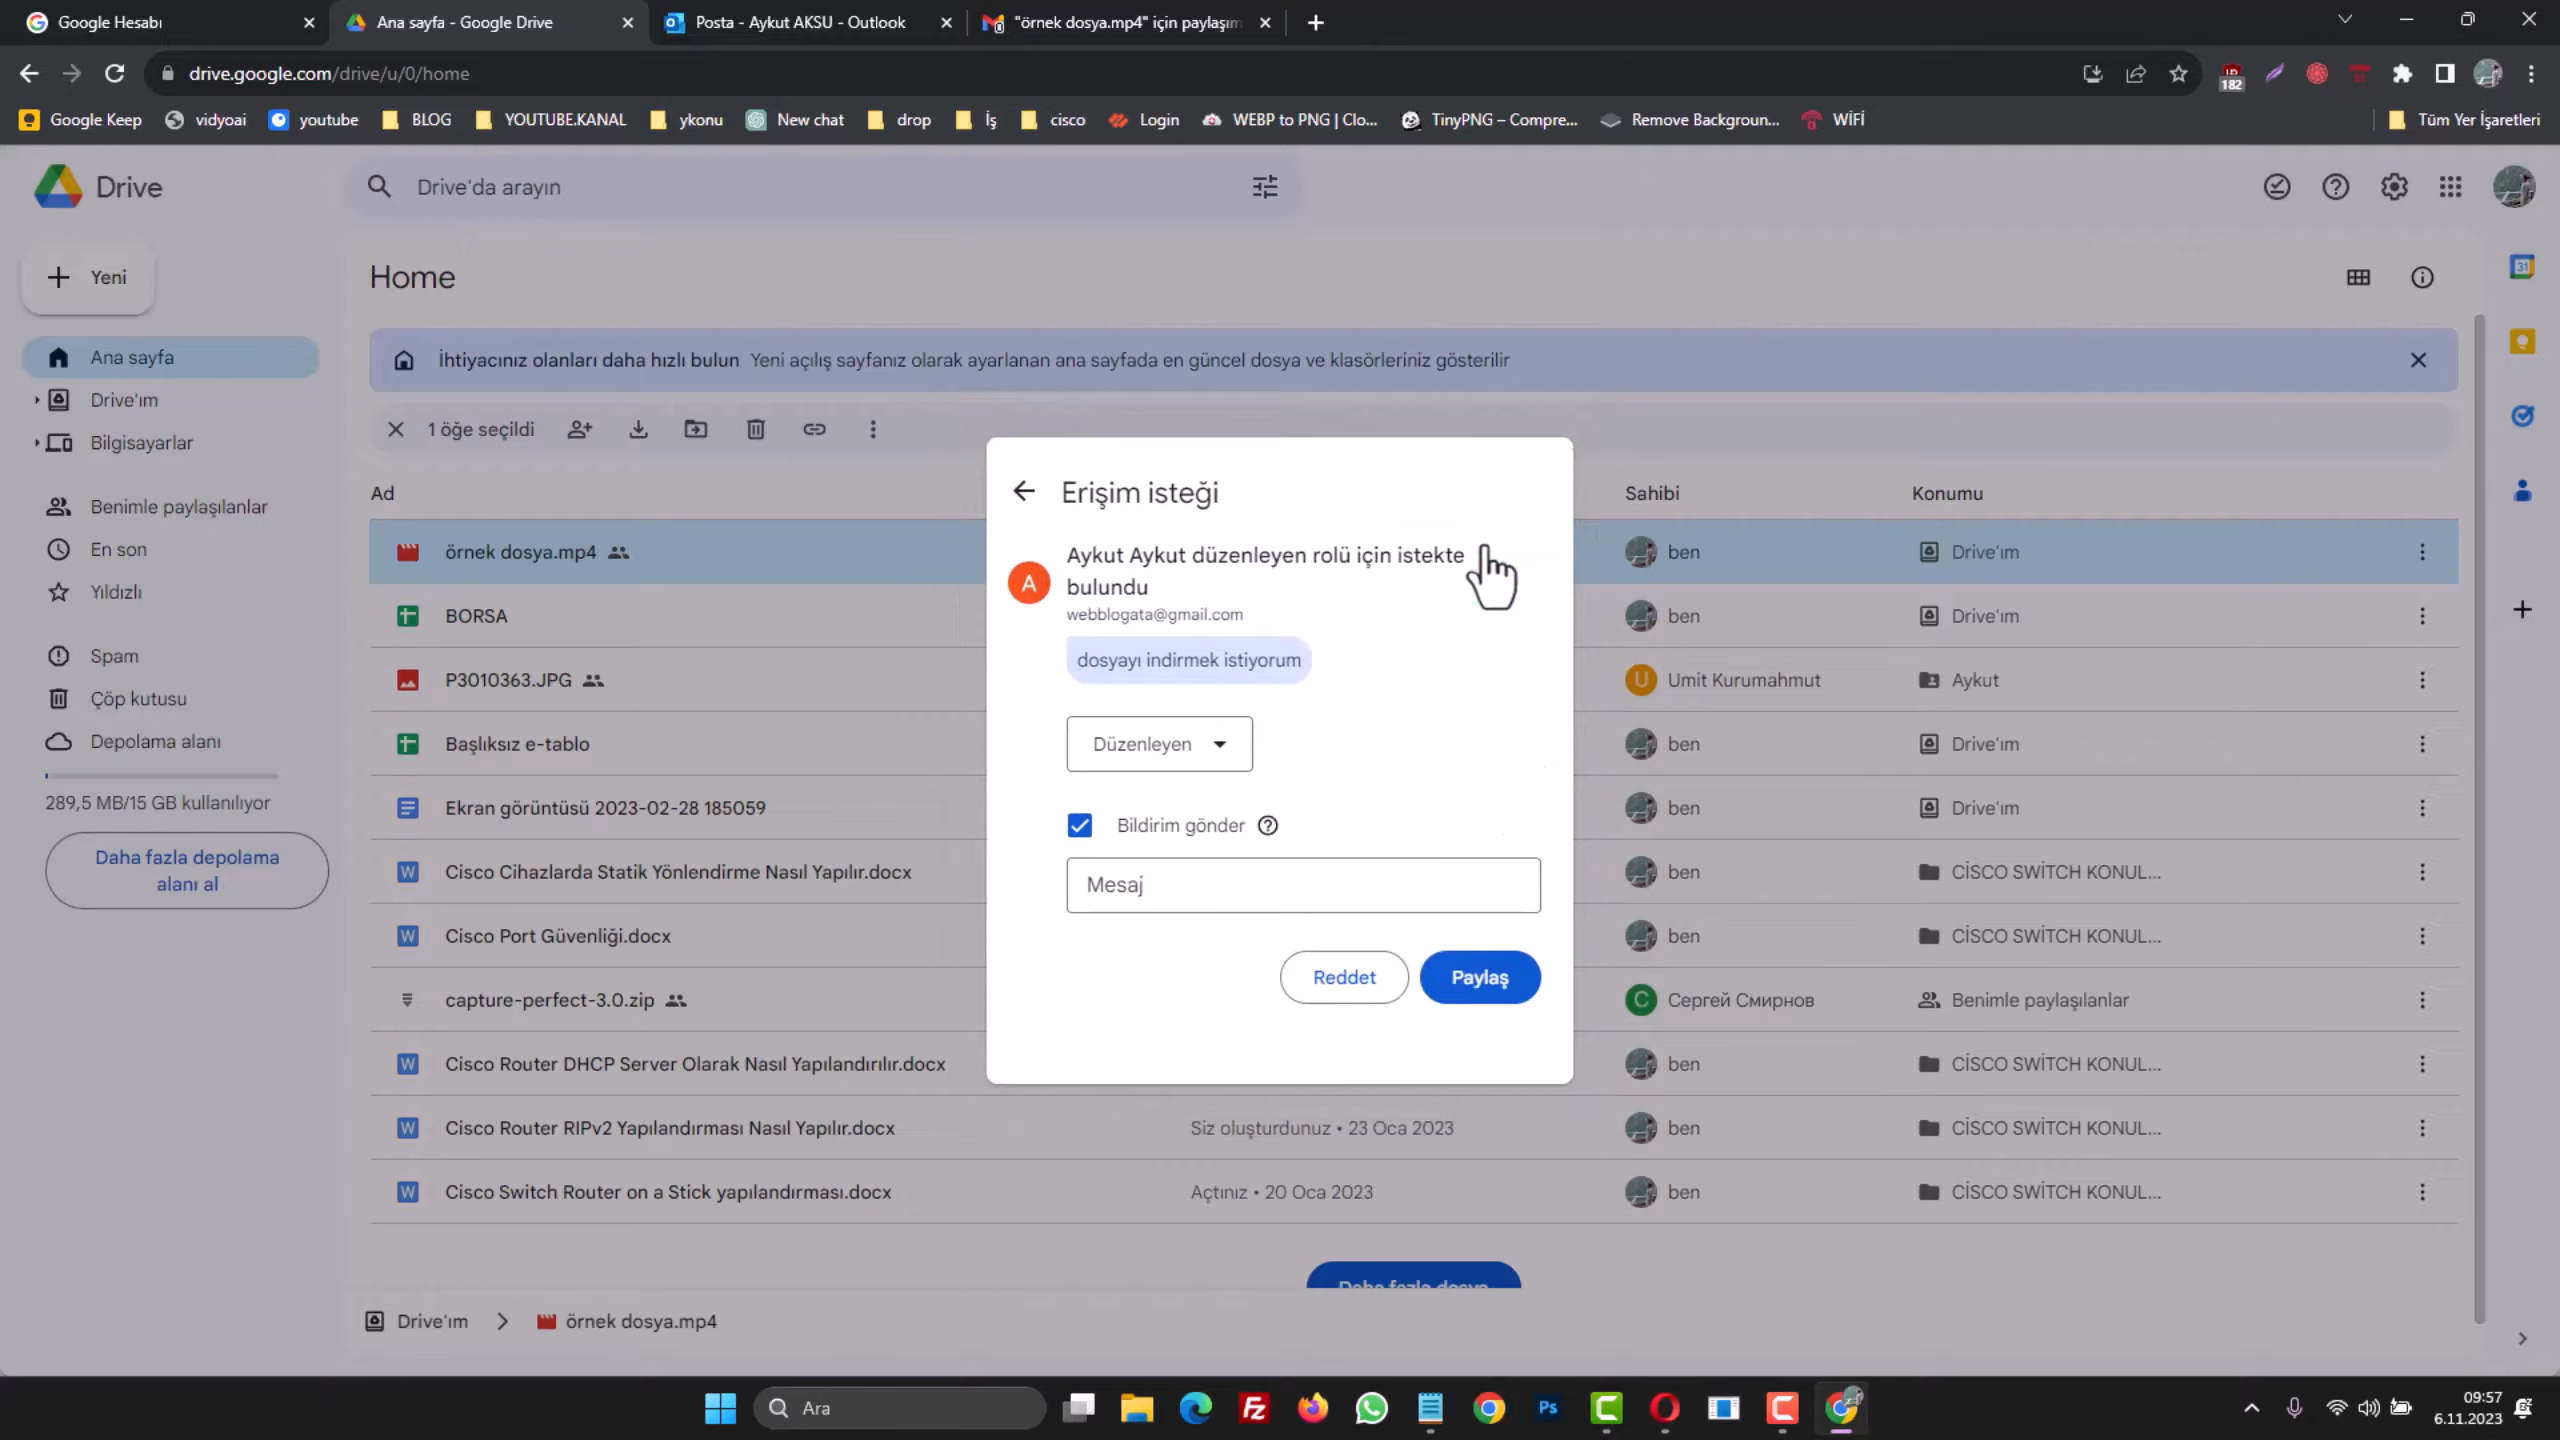 Google Hesabı
Ana sayfa - Google Drive
Posta - Aykut AKSU - Outlook
"örnek dosya.mp4" için paylaşım
drive.google.com/drive/u/0/home
182
Google Keep
vidyoai
youtube
BLOG
YOUTUBE.KANAL
ykonu
New chat
drop
İş
cisco
Login
WEBP to PNG | Clo...
TinyPNG – Compre...
Remove Backgroun...
WİFİ
Tüm Yer İşaretleri
Drive
Drive'da arayın
Yeni
Home
31
Ana sayfa
İhtiyacınız olanları daha hızlı bulun Yeni açılış sayfanız olarak ayarlanan ana sayfada en güncel dosya ve klasörleriniz gösterilir
Drive'ım
Bilgisayarlar
1 öğe seçildi
Benimle paylaşılanlar
En son
Yıldızlı
Spam
Çöp kutusu
Depolama alanı
289,5 MB/15 GB kullanılıyor
Daha fazla depolama
alanı al
Ad
Sahibi
Konumu
örnek dosya.mp4
ben
Drive'ım
BORSA
ben
Drive'ım
P3010363.JPG
U
Umit Kurumahmut
Aykut
Başlıksız e-tablo
ben
Drive'ım
Ekran görüntüsü 2023-02-28 185059
ben
Drive'ım
W
Cisco Cihazlarda Statik Yönlendirme Nasıl Yapılır.docx
ben
CİSCO SWİTCH KONUL...
W
Cisco Port Güvenliği.docx
ben
CİSCO SWİTCH KONUL...
capture-perfect-3.0.zip
C
Сергей Смирнов
Benimle paylaşılanlar
W
Cisco Router DHCP Server Olarak Nasıl Yapılandırılır.docx
ben
CİSCO SWİTCH KONUL...
W
Cisco Router RIPv2 Yapılandırması Nasıl Yapılır.docx
Siz oluşturdunuz • 23 Oca 2023
ben
CİSCO SWİTCH KONUL...
W
Cisco Switch Router on a Stick yapılandırması.docx
Açtınız • 20 Oca 2023
ben
CİSCO SWİTCH KONUL...
Erişim isteği
A
Aykut Aykut düzenleyen rolü için istekte
bulundu
webblogata@gmail.com
dosyayı indirmek istiyorum
Düzenleyen
Bildirim gönder
Mesaj
Reddet
Paylaş
Daha fazla dosya
Drive'ım
örnek dosya.mp4
Ara
Fz
Ps
09:57
6.11.2023